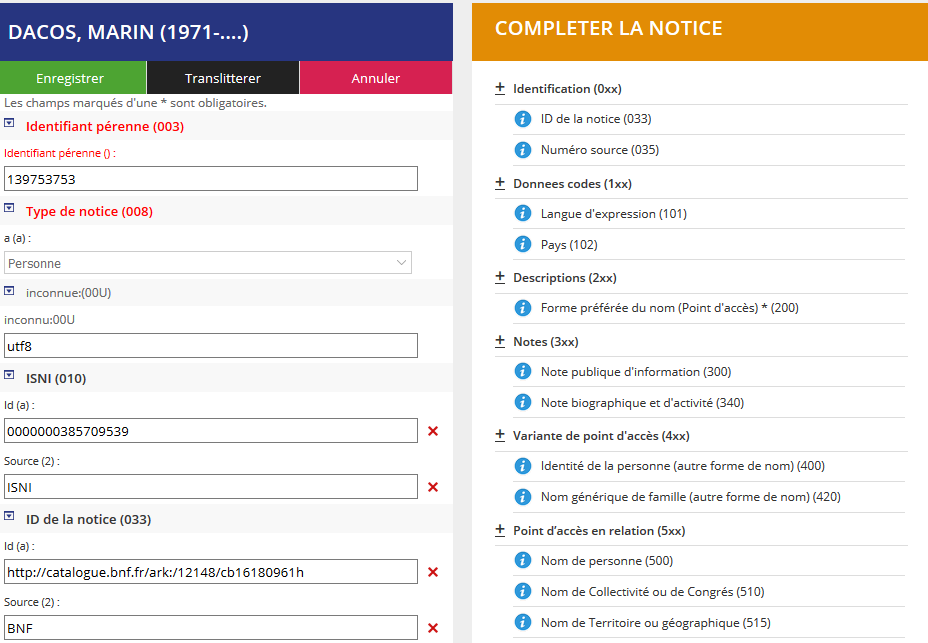 DACOS, MARIN (1971-....)
Enregistrer
Translitterer
Annuler
Les champs marqués d'une * sont obligatoires.
Identifiant pérenne (003)
Identifiant pérenne () :
139753753
Type de notice (008)
a (a) :
Personne
inconnue:(00U)
inconnu:00U
utf8
ISNI (010)
Id (a) :
0000000385709539
Source (2) :
ISNI
ID de la notice (033)
Id (a) :
http://catalogue.bnf.fr/ark:/12148/cb16180961h
Source (2) :
BNF
COMPLETER LA NOTICE
+ Identification (0xx)
ID de la notice (033)
Numéro source (035)
+ Donnees codes (1xx)
Langue d'expression (101)
Pays (102)
+ Descriptions (2xx)
Forme préférée du nom (Point d'accès) * (200)
+ Notes (3xx)
Note publique d'information (300)
Note biographique et d'activité (340)
+ Variante de point d'accès (4xx)
Identité de la personne (autre forme de nom) (400)
Nom générique de famille (autre forme de nom) (420)
+ Point d’accès en relation (5xx)
Nom de personne (500)
Nom de Collectivité ou de Congrés (510)
Nom de Territoire ou géographique (515)